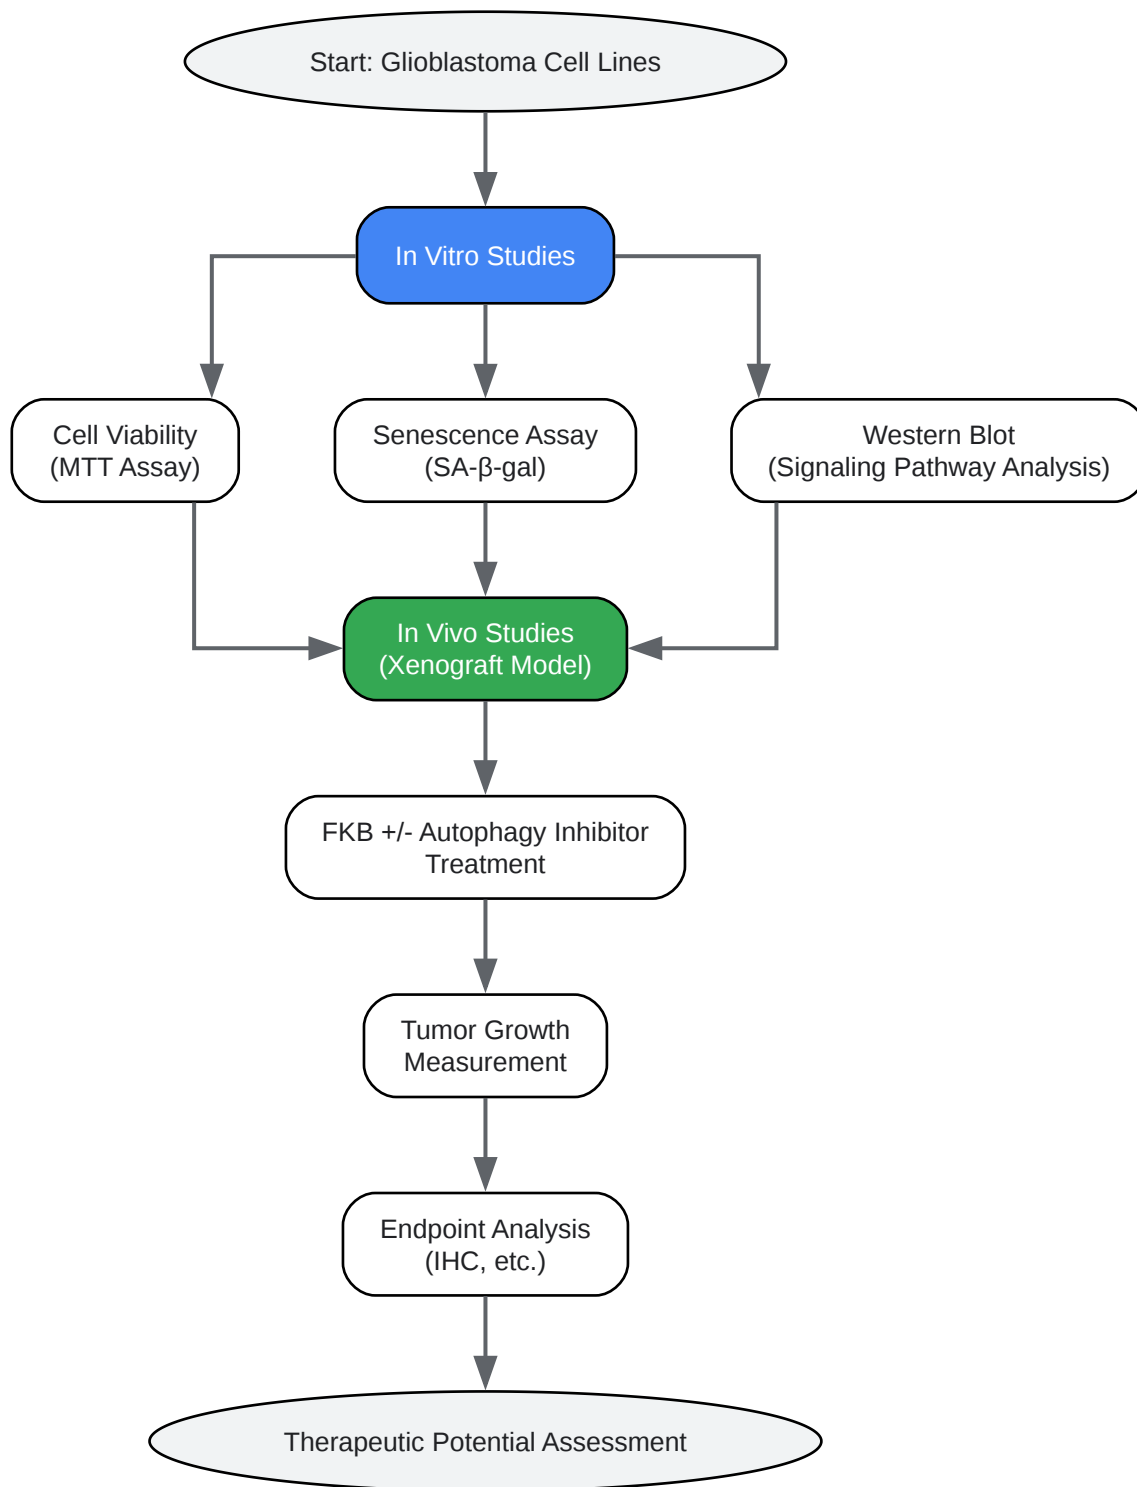 Start: Glioblastoma Cell Lines
In Vitro Studies
Cell Viability
(MTT Assay)
Senescence Assay
(SA-β-gal)
Western Blot
(Signaling Pathway Analysis)
In Vivo Studies
(Xenograft Model)
FKB +/- Autophagy Inhibitor
Treatment
Tumor Growth
Measurement
Endpoint Analysis
(IHC, etc.)
Therapeutic Potential Assessment